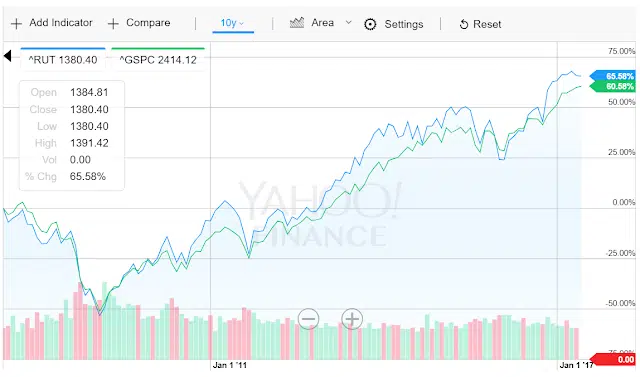 Add Indicator + Compare 10y Area Settings Reset
^RUT 1380.40 ^GSPC 2414.12
Open 1384.81
Close 1380.40
Low 1380.40
High 1391.42
Vol 0.00
% Chg 65.58%
75.00%
65.58%
60.58%
50.00%
25.00%
0.00%
YAHOO!
FINANCE
-25.00%
-50.00%
-75.00%
0.00
Jan 1 '11
Jan 1 '17